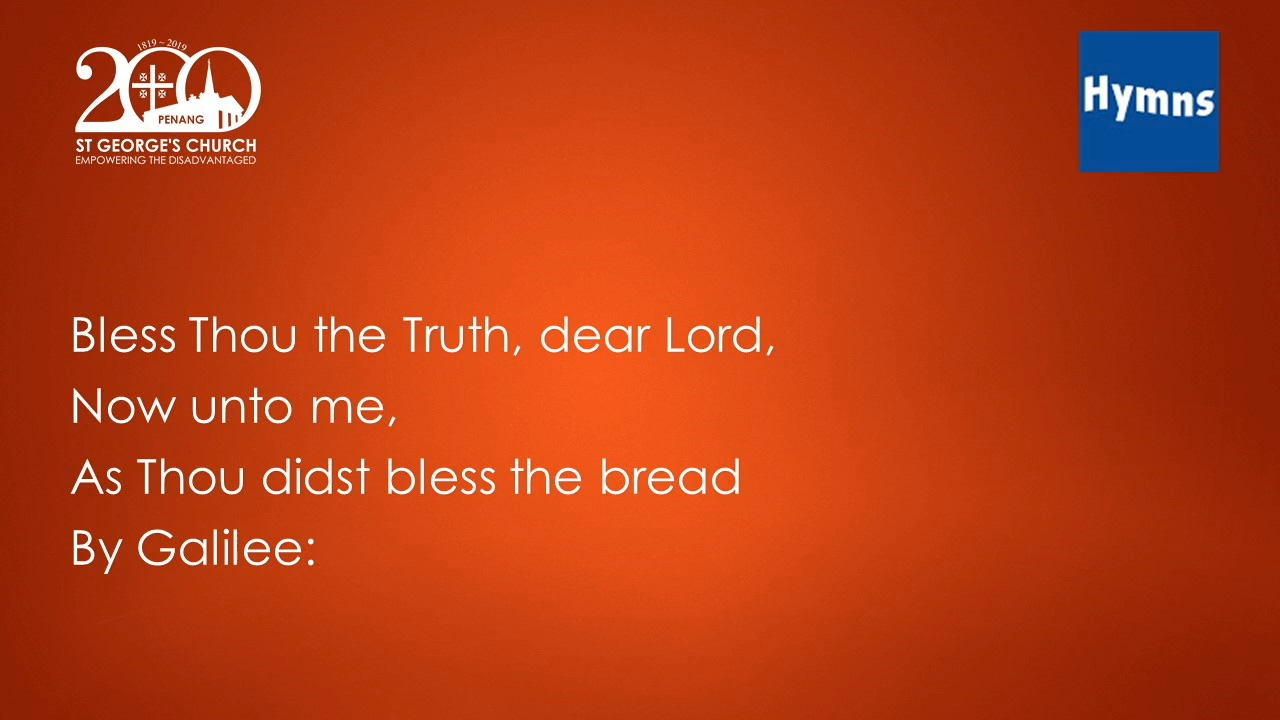 1819 ~ 2019
200
PENANG
ST GEORGE'S CHURCH
EMPOWERING THE DISADVANTAGED
Hymns
Bless Thou the Truth, dear Lord,
Now unto me,
As Thou didst bless the bread
By Galilee: